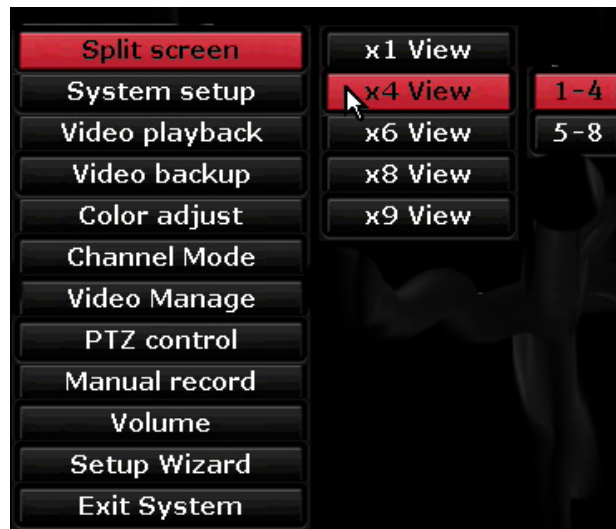 Split screen
System setup
Video playback
Video backup
Color adjust
Channel Mode
Video Manage
PTZ control
Manual record
Volume
Setup Wizard
Exit System
x1 View
x4 View
x6 View
x8 View
x9 View
1-4
5-8